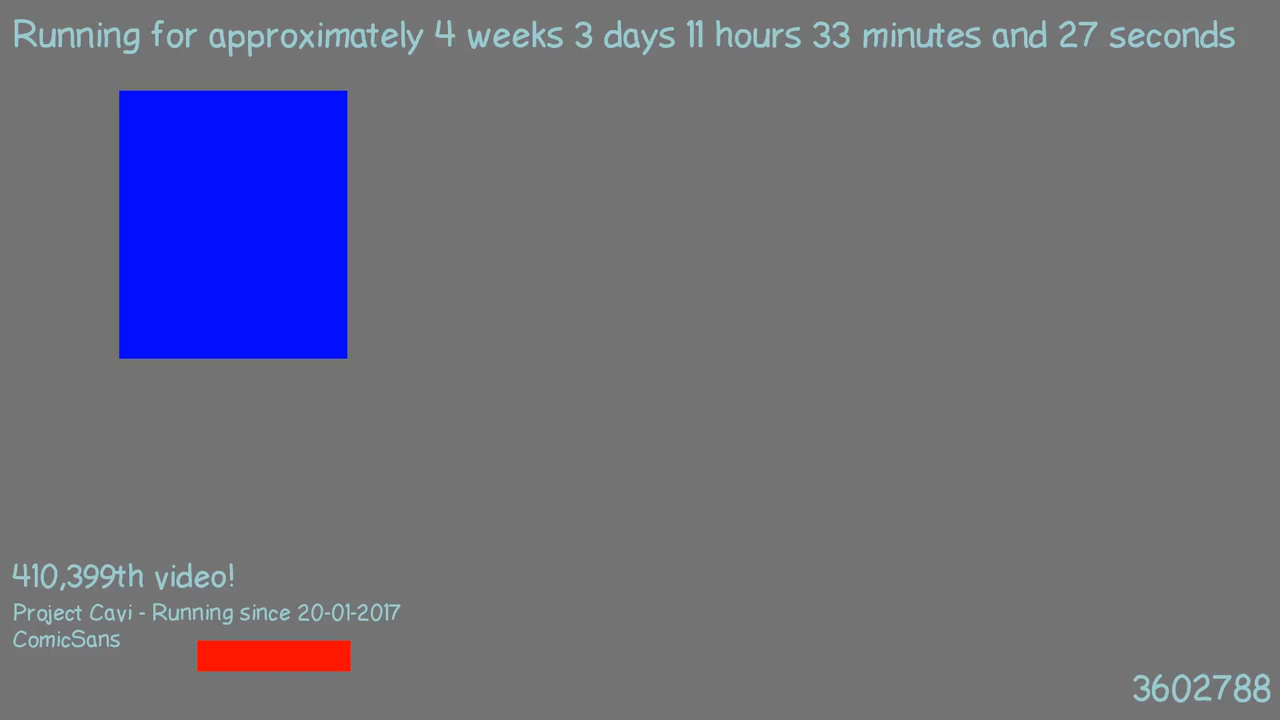 Running for approximately 4 weeks 3 days 11 hours 33 minutes and 27 seconds
410,399th video!
Project Cavi - Running since 20-01-2017
ComicSans
3602788